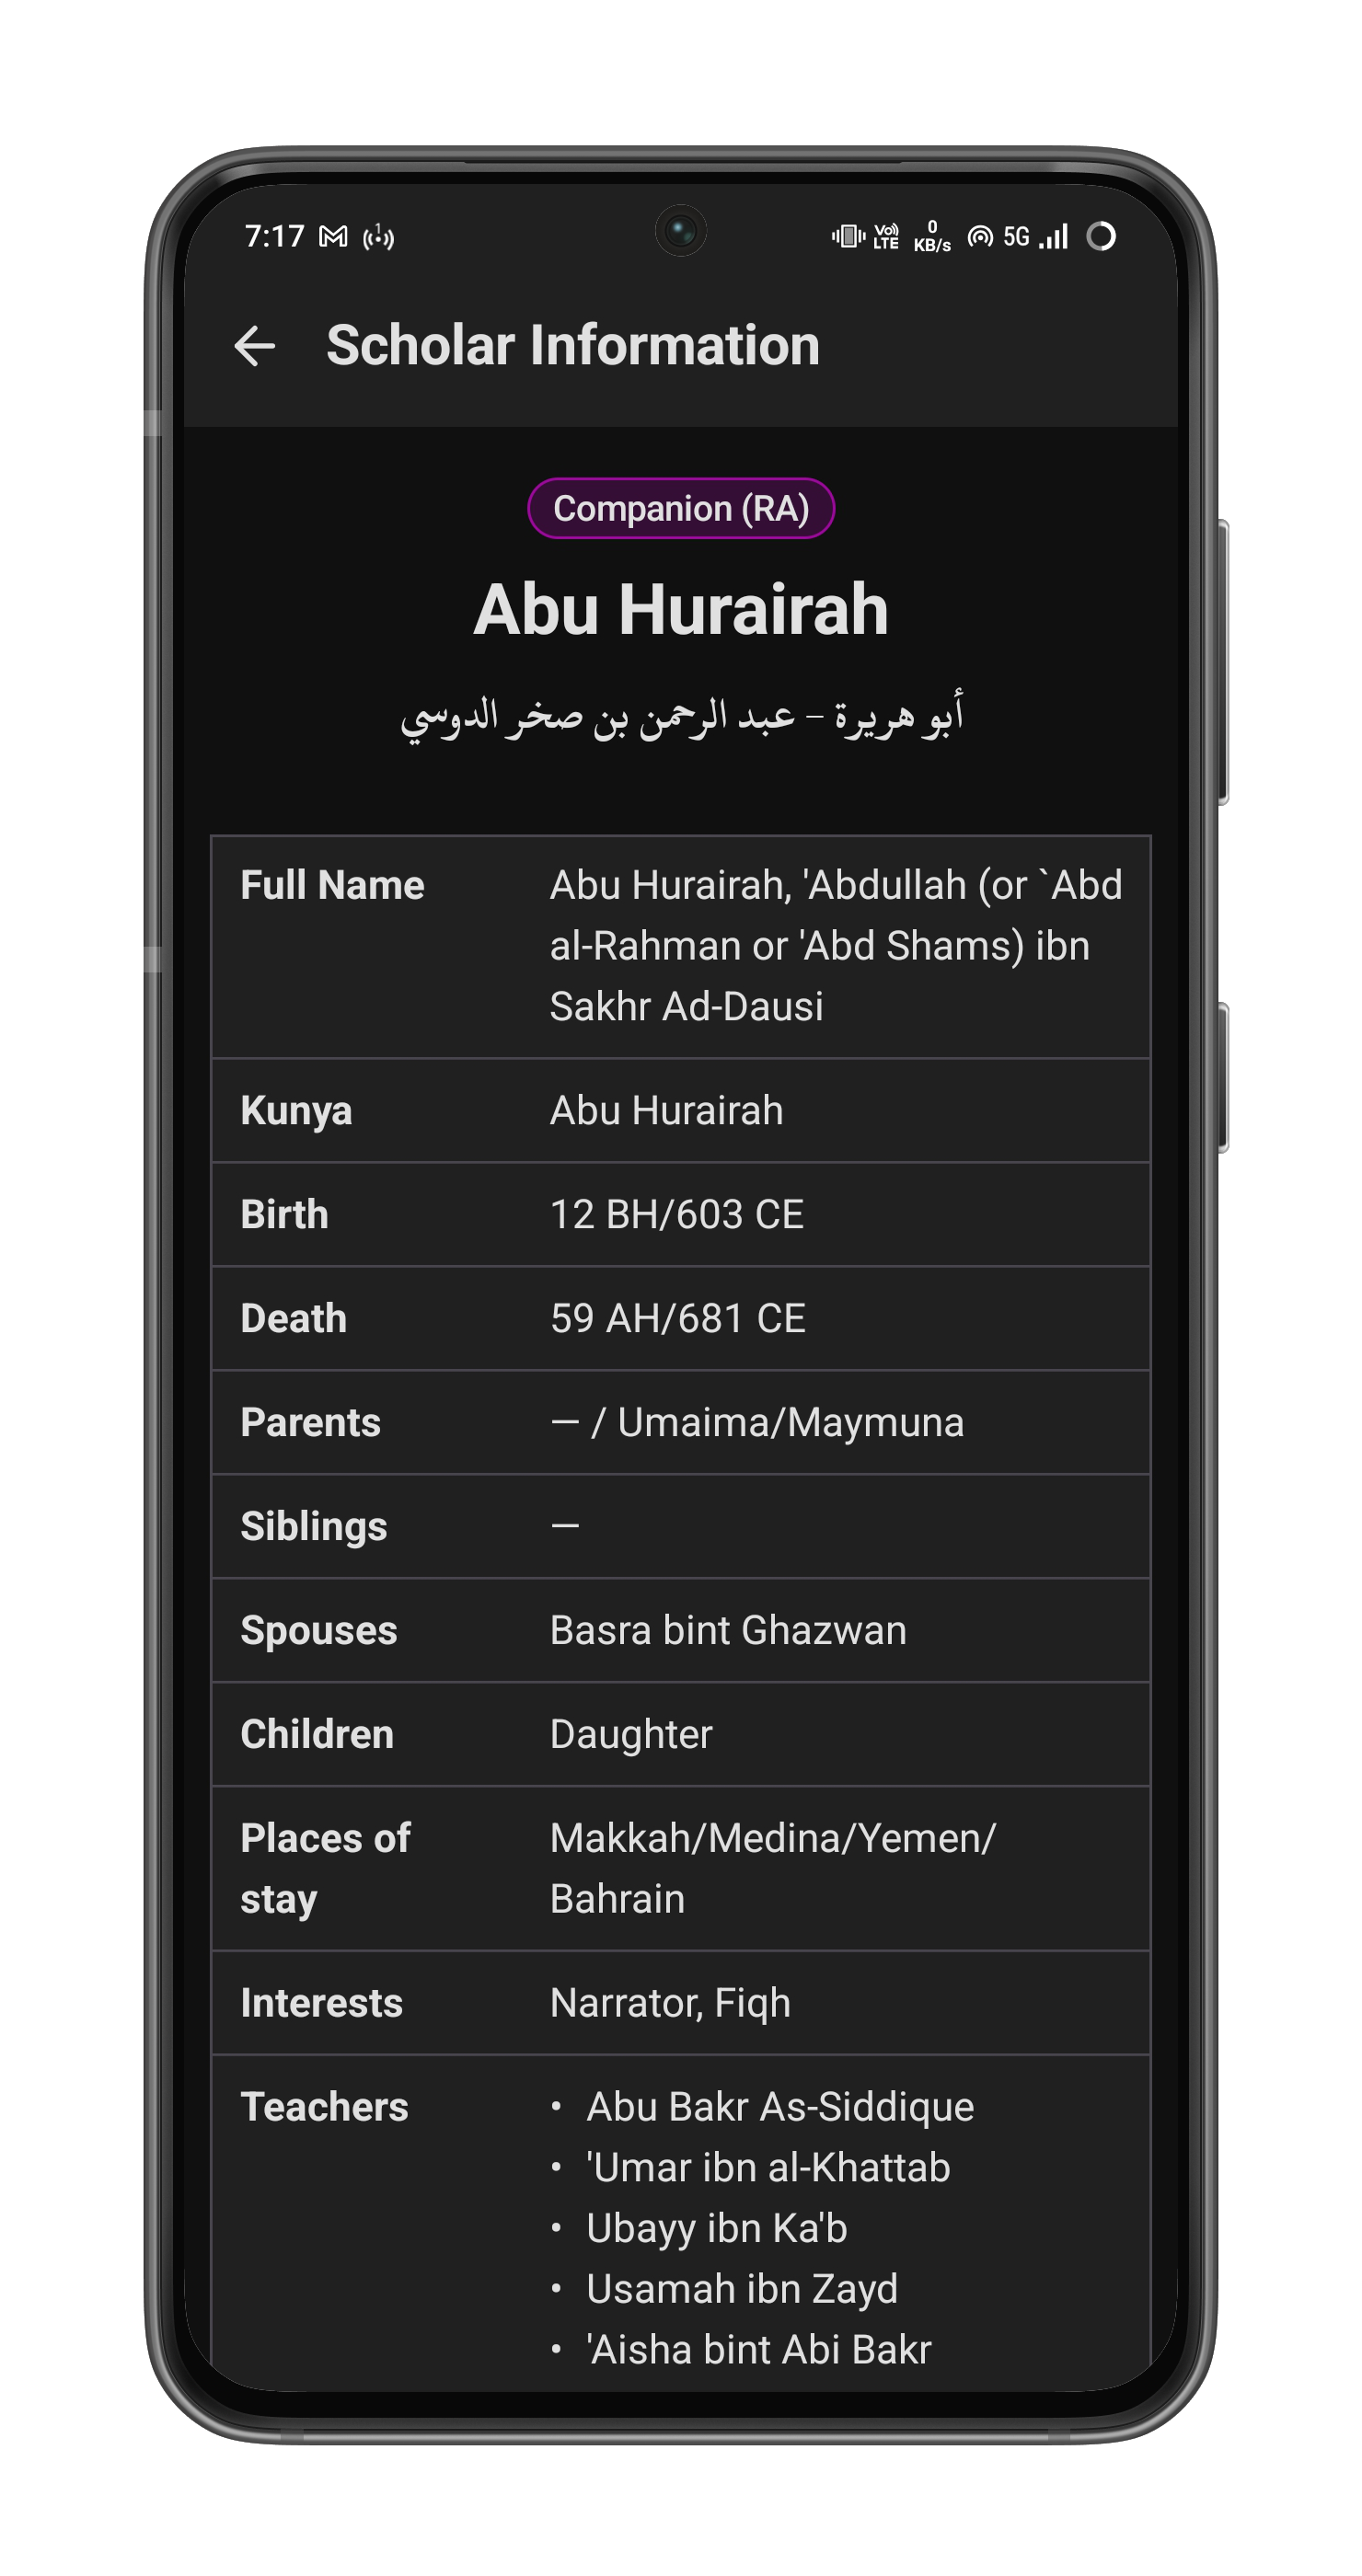 7:17 1 Vo)) LTE 0 KB/s 5G
Scholar Information
Companion (RA)
Abu Hurairah
أبو هريرة – عبد الرحمن بن صخر الدوسي
Full Name Abu Hurairah, 'Abdullah (or `Abd
al-Rahman or 'Abd Shams) ibn
Sakhr Ad-Dausi
Kunya Abu Hurairah
Birth 12 BH/603 CE
Death 59 AH/681 CE
Parents — / Umaima/Maymuna
Siblings —
Spouses Basra bint Ghazwan
Children Daughter
Places of Makkah/Medina/Yemen/
stay Bahrain
Interests Narrator, Fiqh
Teachers • Abu Bakr As-Siddique
• 'Umar ibn al-Khattab
• Ubayy ibn Ka'b
• Usamah ibn Zayd
• 'Aisha bint Abi Bakr